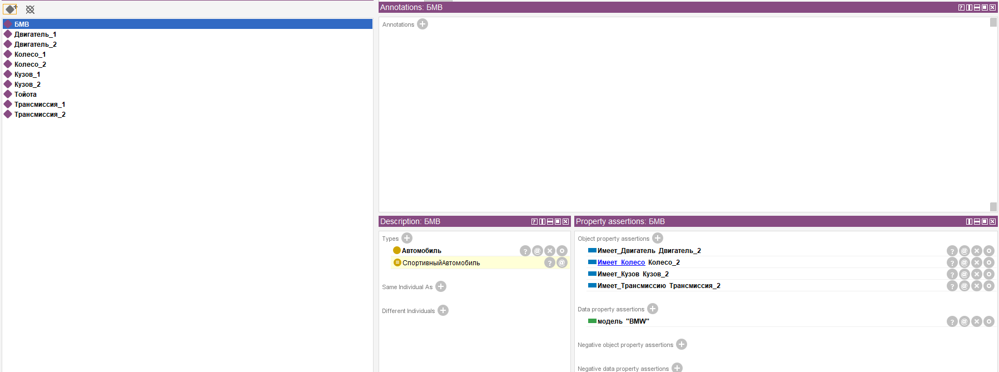 БМВ
Двигатель_1
Двигатель_2
Колесо_1
Колесо_2
Кузов_1
Кузов_2
Тойота
Трансмиссия_1
Трансмиссия_2
Annotations: БМВ
Annotations
Description: БМВ
Types
Автомобиль
СпортивныйАвтомобиль
Same Individual As
Different Individuals
Property assertions: БМВ
Object property assertions
Имеет_Двигатель Двигатель_2
Имеет_Колесо Колесо_2
Имеет_Кузов Кузов_2
Имеет_Трансмиссию Трансмиссия_2
Data property assertions
модель "BMW"
Negative object property assertions
Negative data property assertions